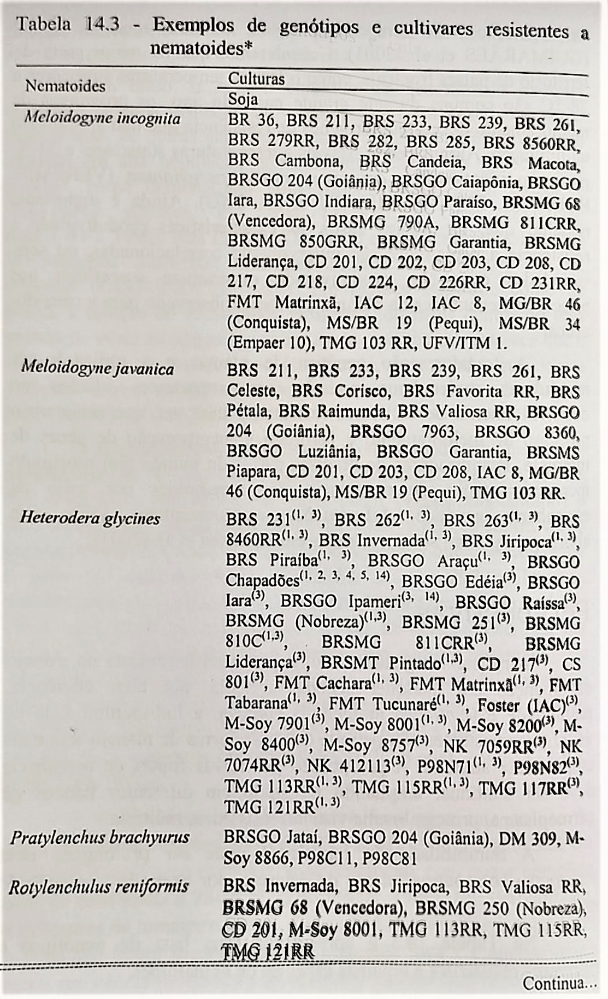 Tabela 14.3 - Exemplos de genótipos e cultivares resistentes a
nematoides*
Nematoides
Culturas
Soja
Meloidogyne incognita
BR 36, BRS 211, BRS 233, BRS 239, BRS 261,
BRS 279RR, BRS 282, BRS 285, BRS 8560RR,
BRS Cambona, BRS Candeia, BRS Macota,
BRSGO 204 (Goiânia), BRSGO Caiapônia, BRSGO
Iara, BRSGO Indiara, BRSGO Paraíso, BRSMG 68
(Vencedora), BRSMG 790A, BRSMG 811CRR,
BRSMG 850GRR, BRSMG Garantia, BRSMG
Liderança, CD 201, CD 202, CD 203, CD 208, CD
217, CD 218, CD 224, CD 226RR, CD 231RR,
FMT Matrinxã, IAC 12, IAC 8, MG/BR 46
(Conquista), MS/BR 19 (Pequi), MS/BR 34
(Empaer 10), TMG 103 RR, UFV/ITM 1.
Meloidogyne javanica
BRS 211, BRS 233, BRS 239, BRS 261, BRS
Celeste, BRS Corisco, BRS Favorita RR, BRS
Pétala, BRS Raimunda, BRS Valiosa RR, BRSGO
204 (Goiânia), BRSGO 7963, BRSGO 8360,
BRSGO Luziânia, BRSGO Garantia, BRSMS
Piapara, CD 201, CD 203, CD 208, IAC 8, MG/BR
46 (Conquista), MS/BR 19 (Pequi), TMG 103 RR.
Heterodera glycines
BRS 231(1, 3), BRS 262(1, 3), BRS 263(1, 3), BRS
8460RR(1, 3), BRS Invernada(1, 3), BRS Jiripoca(1, 3),
BRS Piraíba(1, 3), BRSGO Araçu(1, 3), BRSGO
Chapadões(1, 2, 3, 4, 5, 14), BRSGO Edéia(3), BRSGO
Iara(3), BRSGO Ipameri(3, 14), BRSGO Raíssa(3),
BRSMG (Nobreza)(1,3), BRSMG 251(3), BRSMG
810C(1,3), BRSMG 811CRR(3), BRSMG
Liderança(3), BRSMT Pintado(1,3), CD 217(3), CS
801(3), FMT Cachara(1, 3), FMT Matrinxã(1, 3), FMT
Tabarana(1, 3), FMT Tucunaré(1, 3), Foster (IAC)(3),
M-Soy 7901(3), M-Soy 8001(1, 3), M-Soy 8200(3), M-
Soy 8400(3), M-Soy 8757(3), NK 7059RR(3), NK
7074RR(3), NK 412113(3), P98N71(1, 3), P98N82(3),
TMG 113RR(1, 3), TMG 115RR(1, 3), TMG 117RR(3),
TMG 121RR(1, 3)
Pratylenchus brachyurus
BRSGO Jataí, BRSGO 204 (Goiânia), DM 309, M-
Soy 8866, P98C11, P98C81
Rotylenchulus reniformis
BRS Invernada, BRS Jiripoca, BRS Valiosa RR,
BRSMG 68 (Vencedora), BRSMG 250 (Nobreza),
CD 201, M-Soy 8001, TMG 113RR, TMG 115RR,
TMG 121RR
Continua...